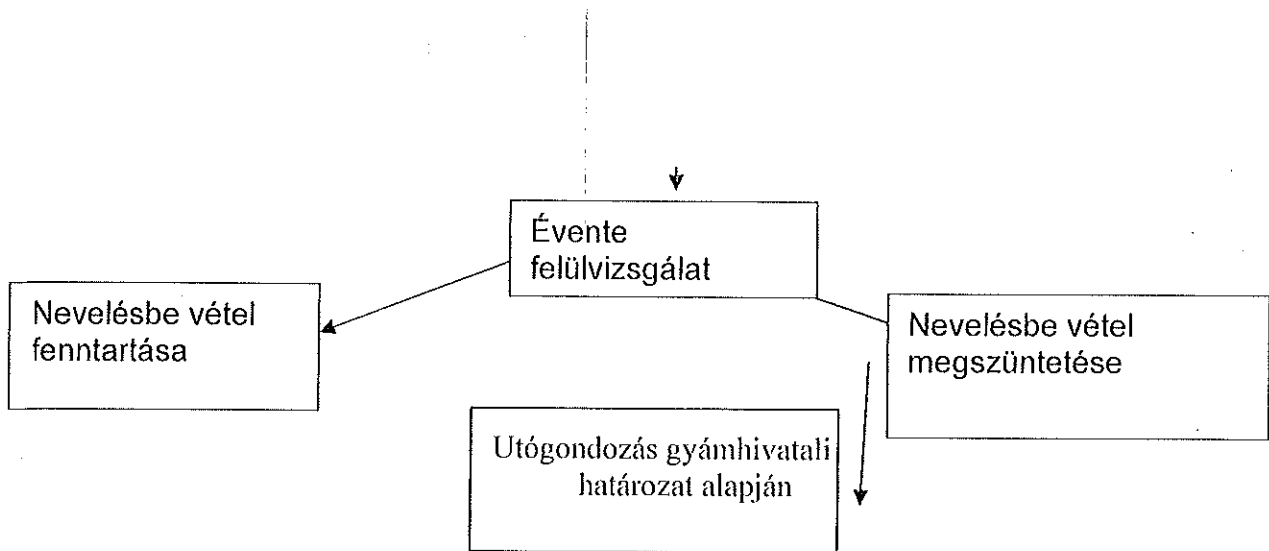 Évente
felülvizsgálat
Nevelésbe vétel
fenntartása
Nevelésbe vétel
megszüntetése
Utógondozás gyámhivatali
határozat alapján